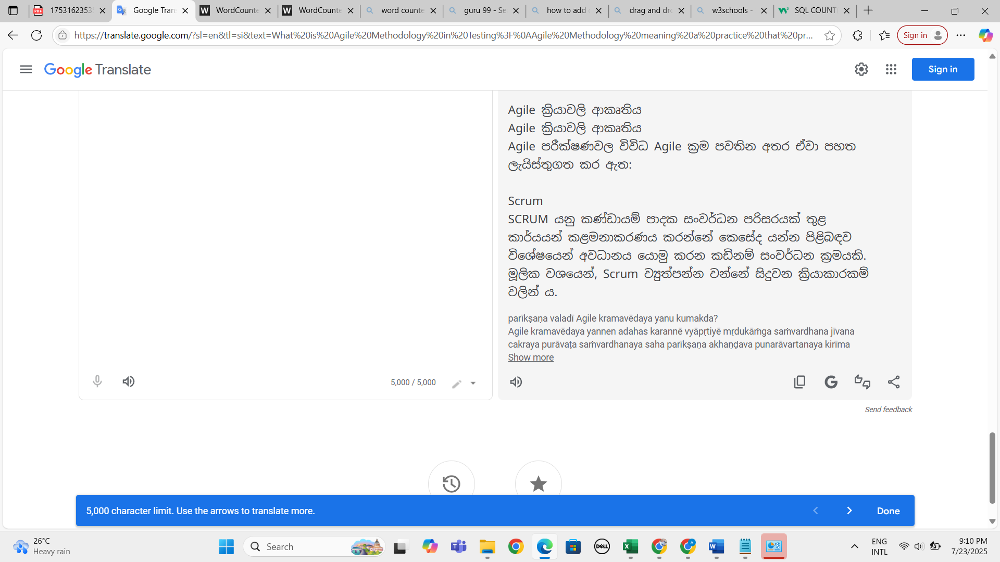 1753162353
Google Tran
WordCounte
WordCounte
word counte
guru 99 - Se
how to add
drag and dr
w3schools -
SQL COUNT
https://translate.google.com/?sl=en&tl=si&text=What%20is%20Agile%20Methodology%20in%20Testing%3F%0AAgile%20Methodology%20meaning%20a%20practice%20that%20pr...
Sign in
Google Translate
Sign in
Agile ක්‍රියාවලි ආකෘතිය
Agile ක්‍රියාවලි ආකෘතිය
Agile පරීක්ෂණවල විවිධ Agile ක්‍රම පවතින අතර ඒවා පහත
ලැයිස්තුගත කර ඇත:
Scrum
SCRUM යනු කණ්ඩායම් පාදක සංවර්ධන පරිසරයක් තුළ
කාර්යයන් කළමනාකරණය කරන්නේ කෙසේද යන්න පිළිබඳව
විශේෂයෙන් අවධානය යොමු කරන කඩිනම් සංවර්ධන ක්‍රමයකි.
මූලික වශයෙන්, Scrum ව්‍යුත්පන්න වන්නේ සිදුවන ක්‍රියාකාරකම්
වලින් ය.
parīkṣaṇa valadī Agile kramavēdaya yanu kumakda?
Agile kramavēdaya yannen adahas karannē vyāpṛtiyē mṛdukāṁga saṁvardhana jīvana
cakraya purāvaṭa saṁvardhanaya saha parīkṣaṇa akhaṇḍava punarāvartanaya kirīma
Show more
5,000 / 5,000
Send feedback
5,000 character limit. Use the arrows to translate more.
Done
26°C
Heavy rain
Search
DELL
ENG
INTL
9:10 PM
7/23/2025